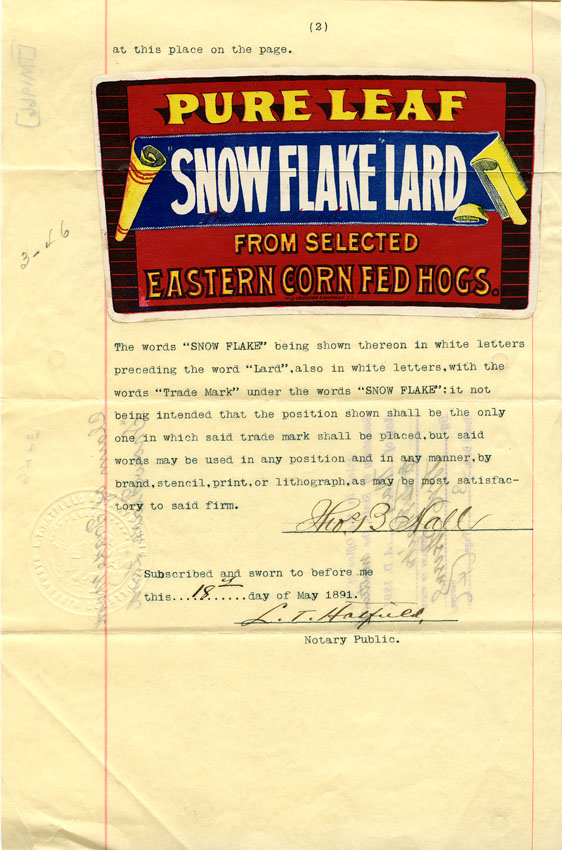 (2)
at this place on the page.
PURE LEAF
"SNOW FLAKE" LARD
FROM SELECTED
EASTERN CORN FED HOGS.
The words "SNOW FLAKE" being shown thereon in white letters
preceding the word "Lard",also in white letters,with the
words "Trade Mark" under the words "SNOW FLAKE":it not
being intended that the position shown shall be the only
one in which said trade mark shall be placed,but said
words may be used in any position and in any manner,by
brand,stencil,print,or lithograph,as may be most satisfac-
tory to said firm.
Thos. B Hall
Subscribed and sworn to before me
this...18th......day of May 1891.
L. T. Hatfield,
Notary Public.